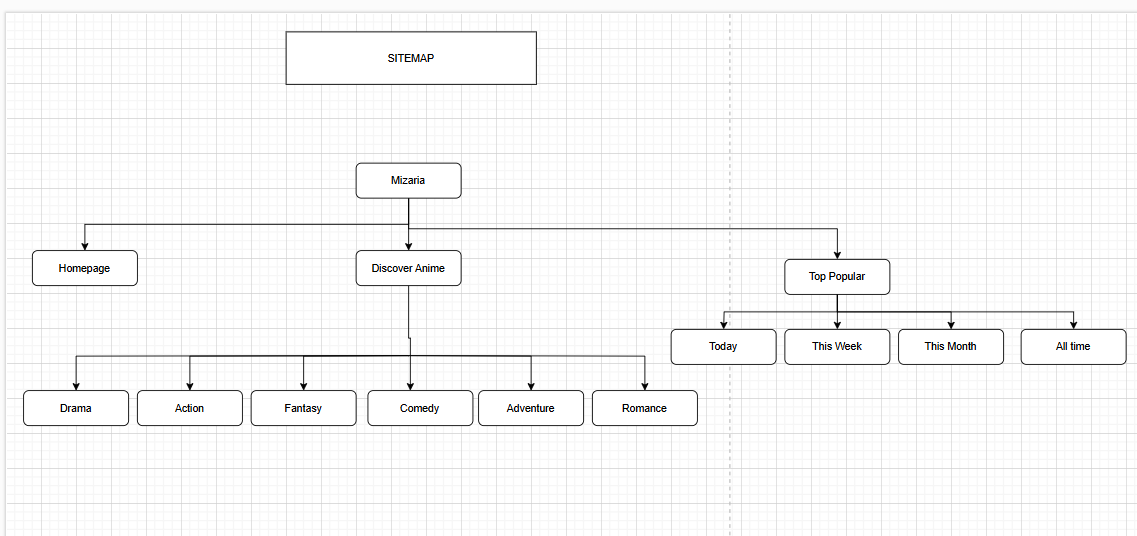 SITEMAP
Mizaria
Homepage
Discover Anime
Top Popular
Today
This Week
This Month
All time
Drama
Action
Fantasy
Comedy
Adventure
Romance